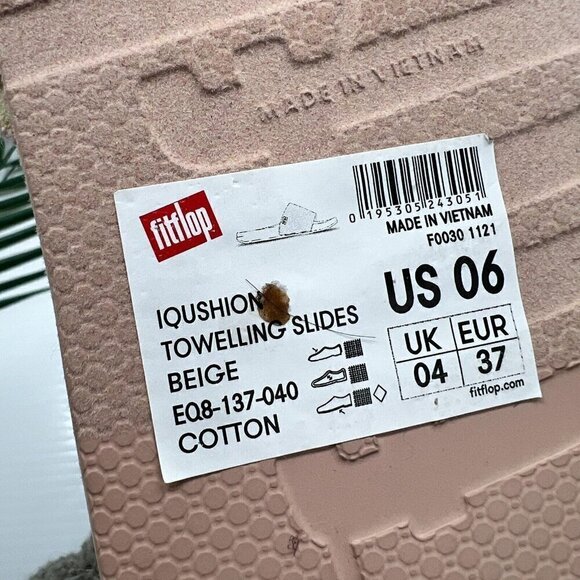 MADE IN VIETNAM
fitflop
0 195305 243051
MADE IN VIETNAM
F0030 1121
IQUSHION
TOWELLING SLIDES
BEIGE
EQ8-137-040
COTTON
US 06
UK EUR
04 37
fitflop.com